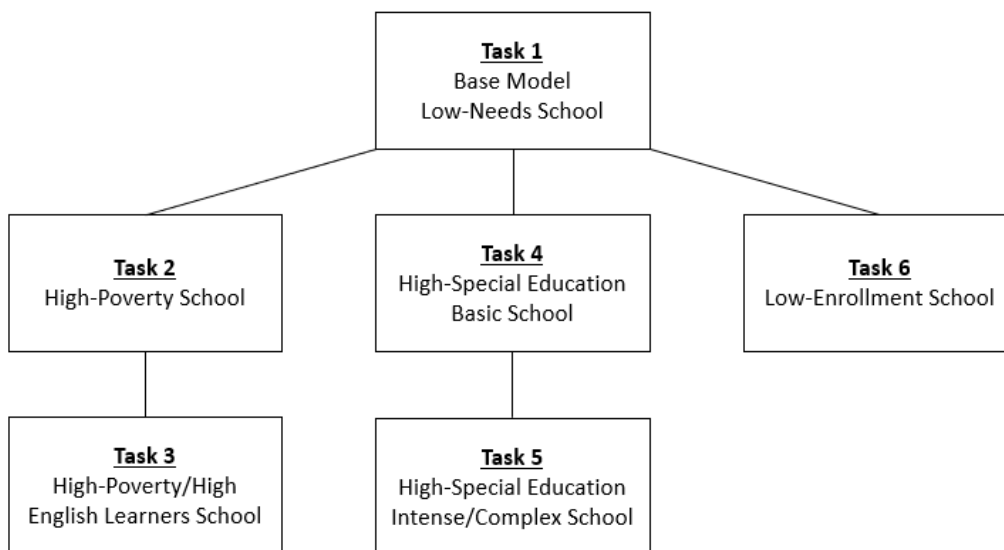 Task 1
Base Model
Low-Needs School
Task 2
High-Poverty School
Task 4
High-Special Education
Basic School
Task 6
Low-Enrollment School
Task 3
High-Poverty/High
English Learners School
Task 5
High-Special Education
Intense/Complex School